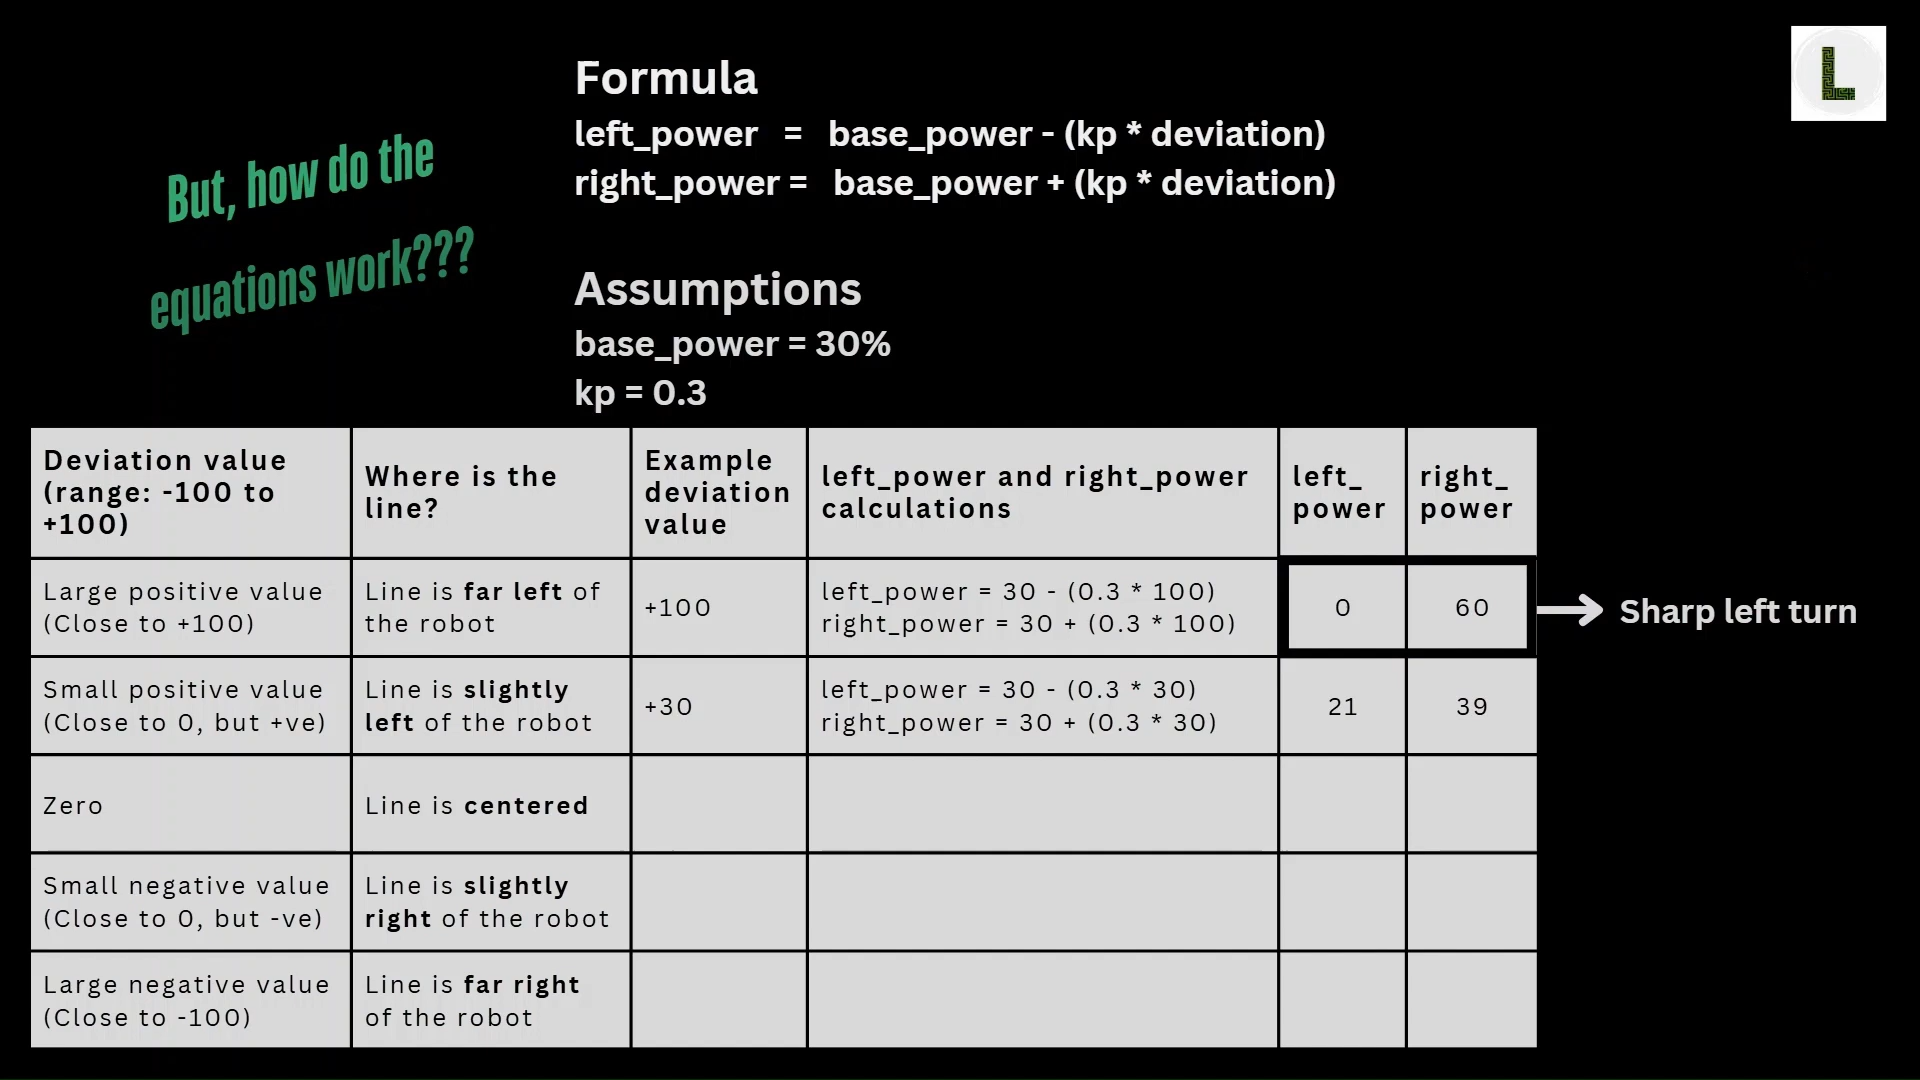 But, how do the
equations work???
Formula
left_power = base_power - (kp * deviation)
right_power = base_power + (kp * deviation)
Assumptions
base_power = 30%
kp = 0.3
L
Deviation value
(range: -100 to
+100)
Where is the
line?
Example
deviation
value
left_power and right_power
calculations
left_
power
right_
power
Large positive value
(Close to +100)
Line is far left of
the robot
+100
left_power = 30 - (0.3 * 100)
right_power = 30 + (0.3 * 100)
0
60
Sharp left turn
Small positive value
(Close to 0, but +ve)
Line is slightly
left of the robot
+30
left_power = 30 - (0.3 * 30)
right_power = 30 + (0.3 * 30)
21
39
Zero
Line is centered
Small negative value
(Close to 0, but -ve)
Line is slightly
right of the robot
Large negative value
(Close to -100)
Line is far right
of the robot